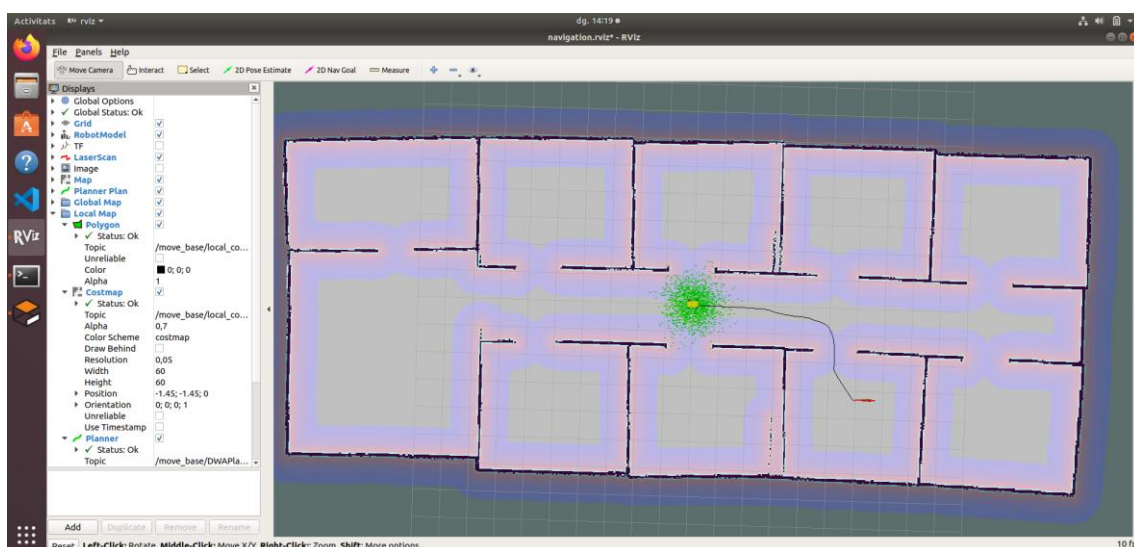 Activitats rviz dg. 14:19
navigation.rviz* - RViz
File Panels Help
Move Camera Interact Select 2D Pose Estimate 2D Nav Goal Measure
Displays
Global Options
Global Status: Ok
Grid
RobotModel
TF
LaserScan
Image
Map
Planner Plan
Global Map
Local Map
Polygon
Status: Ok
Topic /move_base/local_co...
Unreliable
Color 0; 0; 0
Alpha 1
Costmap
Status: Ok
Topic /move_base/local_co...
Alpha 0,7
Color Scheme costmap
Draw Behind
Resolution 0,05
Width 60
Height 60
Position -1.45; -1.45; 0
Orientation 0; 0; 0; 1
Unreliable
Use Timestamp
Planner
Status: Ok
Topic /move_base/DWAPla...
Add Duplicate Remove Rename
Reset Left-Click: Rotate. Middle-Click: Move X/Y. Right-Click: Zoom. Shift: More options.
RViz